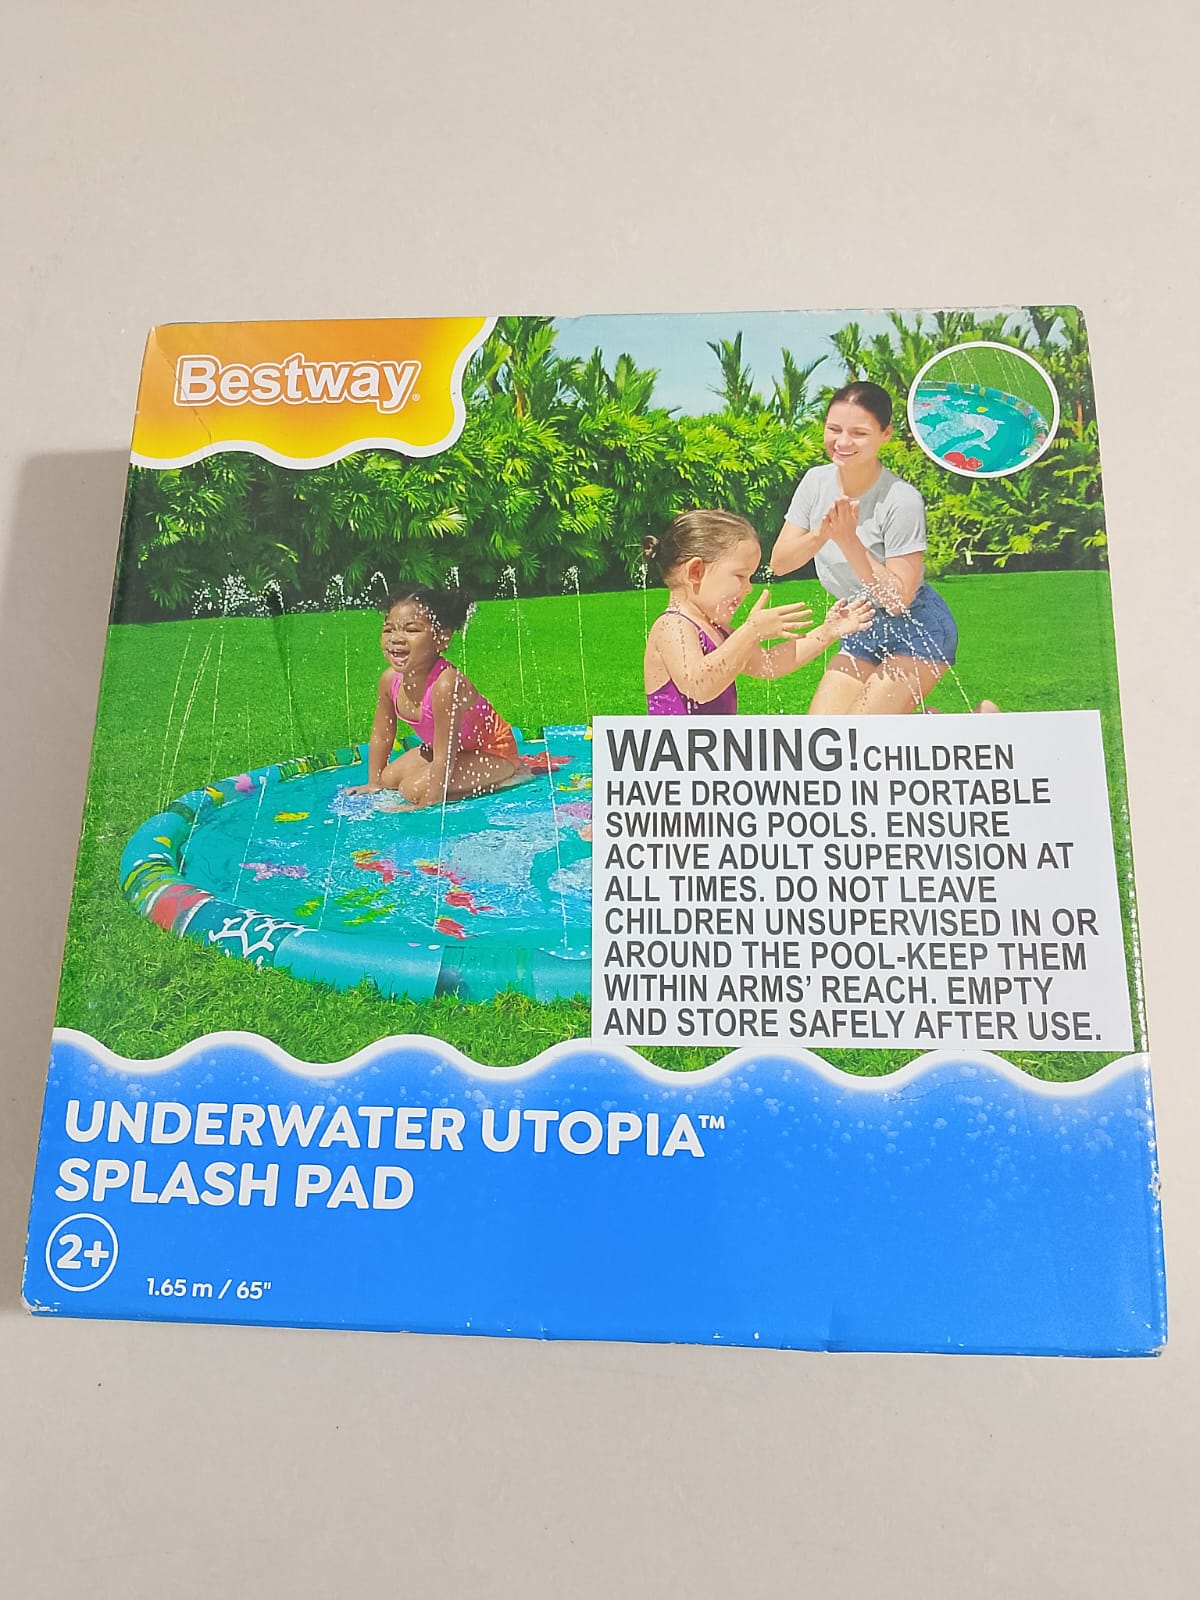 Bestway®
WARNING! CHILDREN
HAVE DROWNED IN PORTABLE
SWIMMING POOLS. ENSURE
ACTIVE ADULT SUPERVISION AT
ALL TIMES. DO NOT LEAVE
CHILDREN UNSUPERVISED IN OR
AROUND THE POOL-KEEP THEM
WITHIN ARMS’ REACH. EMPTY
AND STORE SAFELY AFTER USE.
UNDERWATER UTOPIA™
SPLASH PAD
2+
1.65 m / 65"